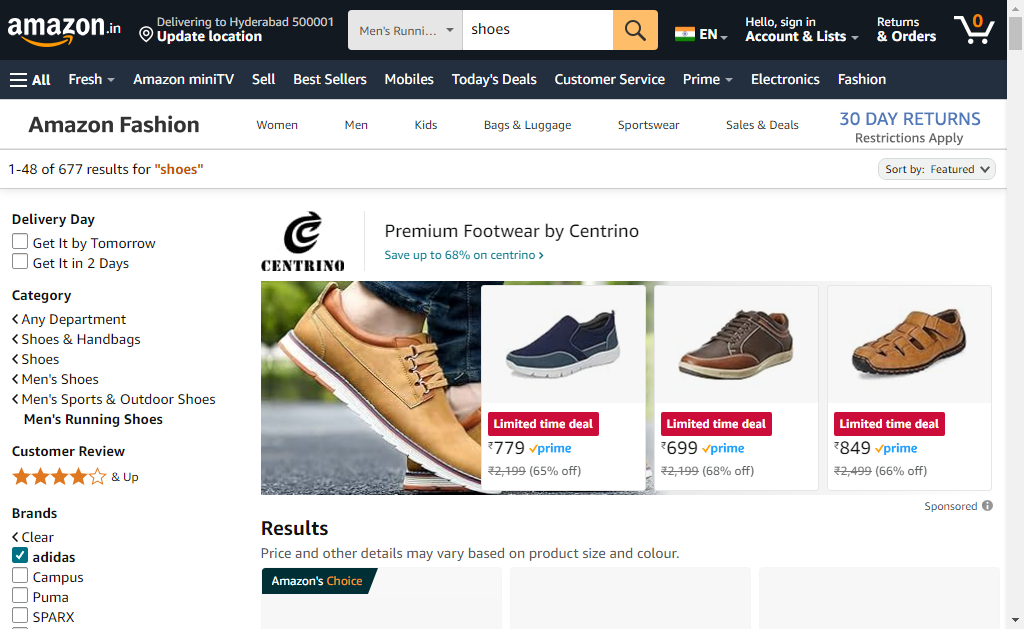 amazon.in
Delivering to Hyderabad 500001
Update location
Men's Runni...
shoes
EN
Hello, sign in
Account & Lists
Returns
& Orders
0
All
Fresh
Amazon miniTV
Sell
Best Sellers
Mobiles
Today's Deals
Customer Service
Prime
Electronics
Fashion
Amazon Fashion
Women
Men
Kids
Bags & Luggage
Sportswear
Sales & Deals
30 DAY RETURNS
Restrictions Apply
1-48 of 677 results for "shoes"
Sort by: Featured
Delivery Day
Get It by Tomorrow
Get It in 2 Days
Category
Any Department
Shoes & Handbags
Shoes
Men's Shoes
Men's Sports & Outdoor Shoes
Men's Running Shoes
Customer Review
& Up
Brands
Clear
adidas
Campus
Puma
SPARX
CENTRINO
Premium Footwear by Centrino
Save up to 68% on centrino ›
Limited time deal
₹779 prime
₹2,199 (65% off)
Limited time deal
₹699 prime
₹2,199 (68% off)
Limited time deal
₹849 prime
₹2,499 (66% off)
Sponsored
Results
Price and other details may vary based on product size and colour.
Amazon's Choice